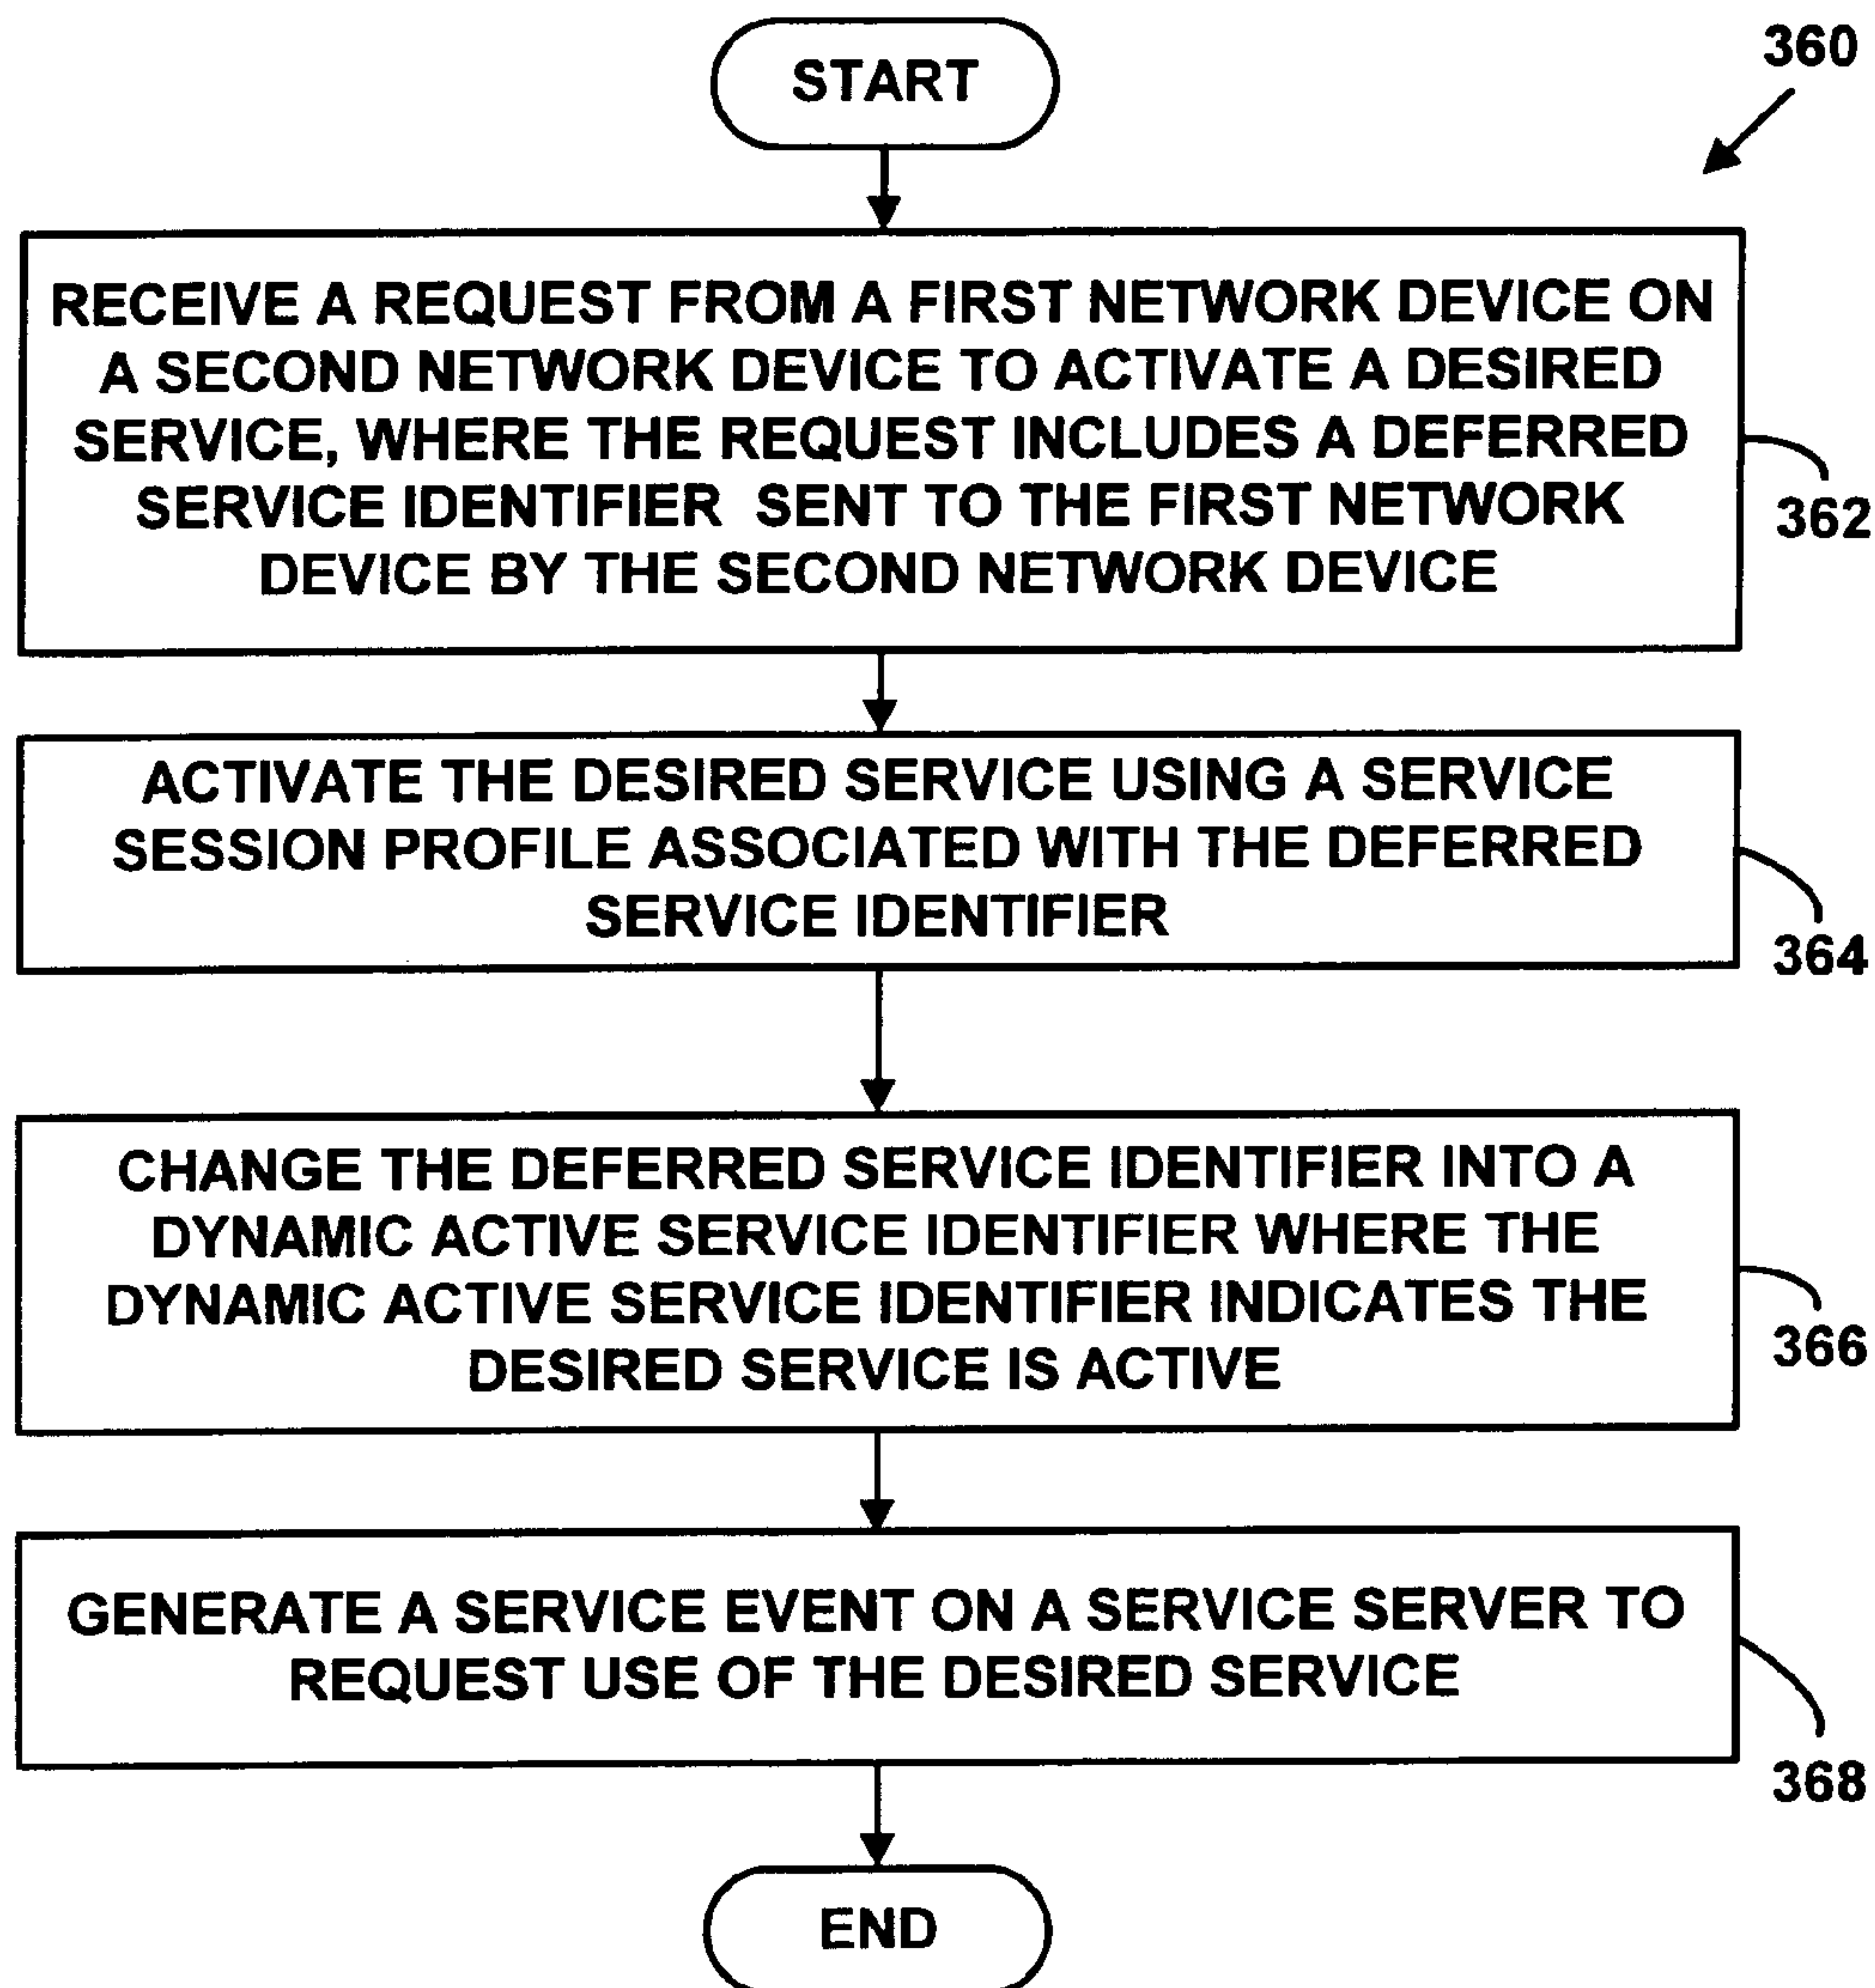 START
360
RECEIVE A REQUEST FROM A FIRST NETWORK DEVICE ON
A SECOND NETWORK DEVICE TO ACTIVATE A DESIRED
SERVICE, WHERE THE REQUEST INCLUDES A DEFERRED
SERVICE IDENTIFIER SENT TO THE FIRST NETWORK
DEVICE BY THE SECOND NETWORK DEVICE
362
ACTIVATE THE DESIRED SERVICE USING A SERVICE
SESSION PROFILE ASSOCIATED WITH THE DEFERRED
SERVICE IDENTIFIER
364
CHANGE THE DEFERRED SERVICE IDENTIFIER INTO A
DYNAMIC ACTIVE SERVICE IDENTIFIER WHERE THE
DYNAMIC ACTIVE SERVICE IDENTIFIER INDICATES THE
DESIRED SERVICE IS ACTIVE
366
GENERATE A SERVICE EVENT ON A SERVICE SERVER TO
REQUEST USE OF THE DESIRED SERVICE
368
END